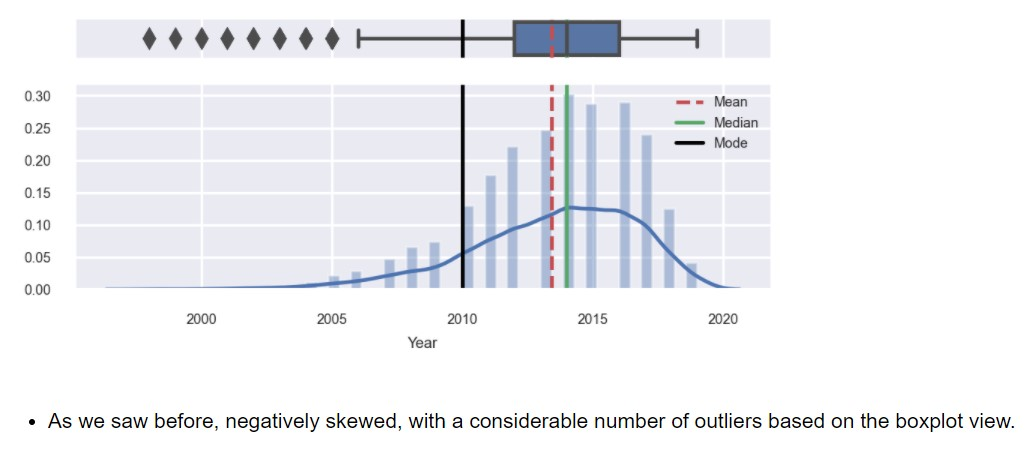 0.30
0.25
0.20
0.15
0.10
0.05
0.00
Mean
Median
Mode
2000 2005 2010 2015 2020
Year
• As we saw before, negatively skewed, with a considerable number of outliers based on the boxplot view.